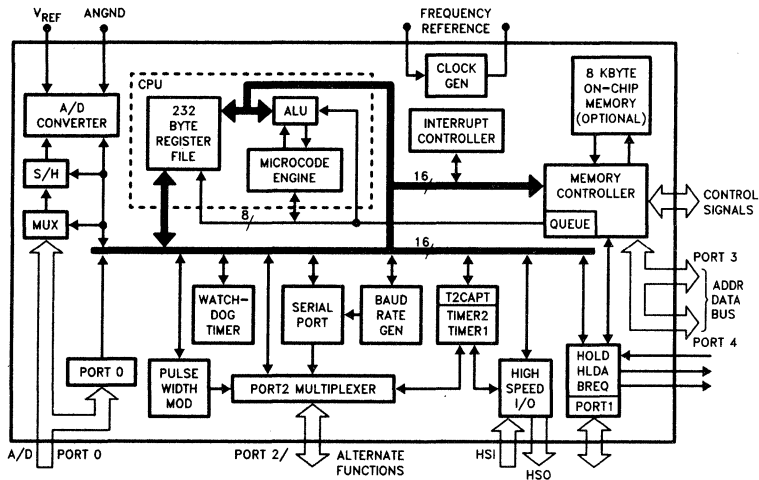 VREF
ANGND
FREQUENCY
REFERENCE
CPU
CLOCK
GEN
8 KBYTE
ON-CHIP
MEMORY
(OPTIONAL)
A/D
CONVERTER
232
BYTE
REGISTER
FILE
ALU
INTERRUPT
CONTROLLER
MICROCODE
ENGINE
S/H
MUX
16/
MEMORY
CONTROLLER
QUEUE
CONTROL
SIGNALS
8/
16/
PORT 3
ADDR
DATA
BUS
PORT 4
WATCH-
DOG
TIMER
SERIAL
PORT
BAUD
RATE
GEN
T2CAPT
TIMER2
TIMER1
PORT 0
PULSE
WIDTH
MOD
PORT2 MULTIPLEXER
HIGH
SPEED
I/O
HOLD
HLDA
BREQ
PORT1
A/D
PORT 0
PORT 2/
ALTERNATE
FUNCTIONS
HSI
HSO